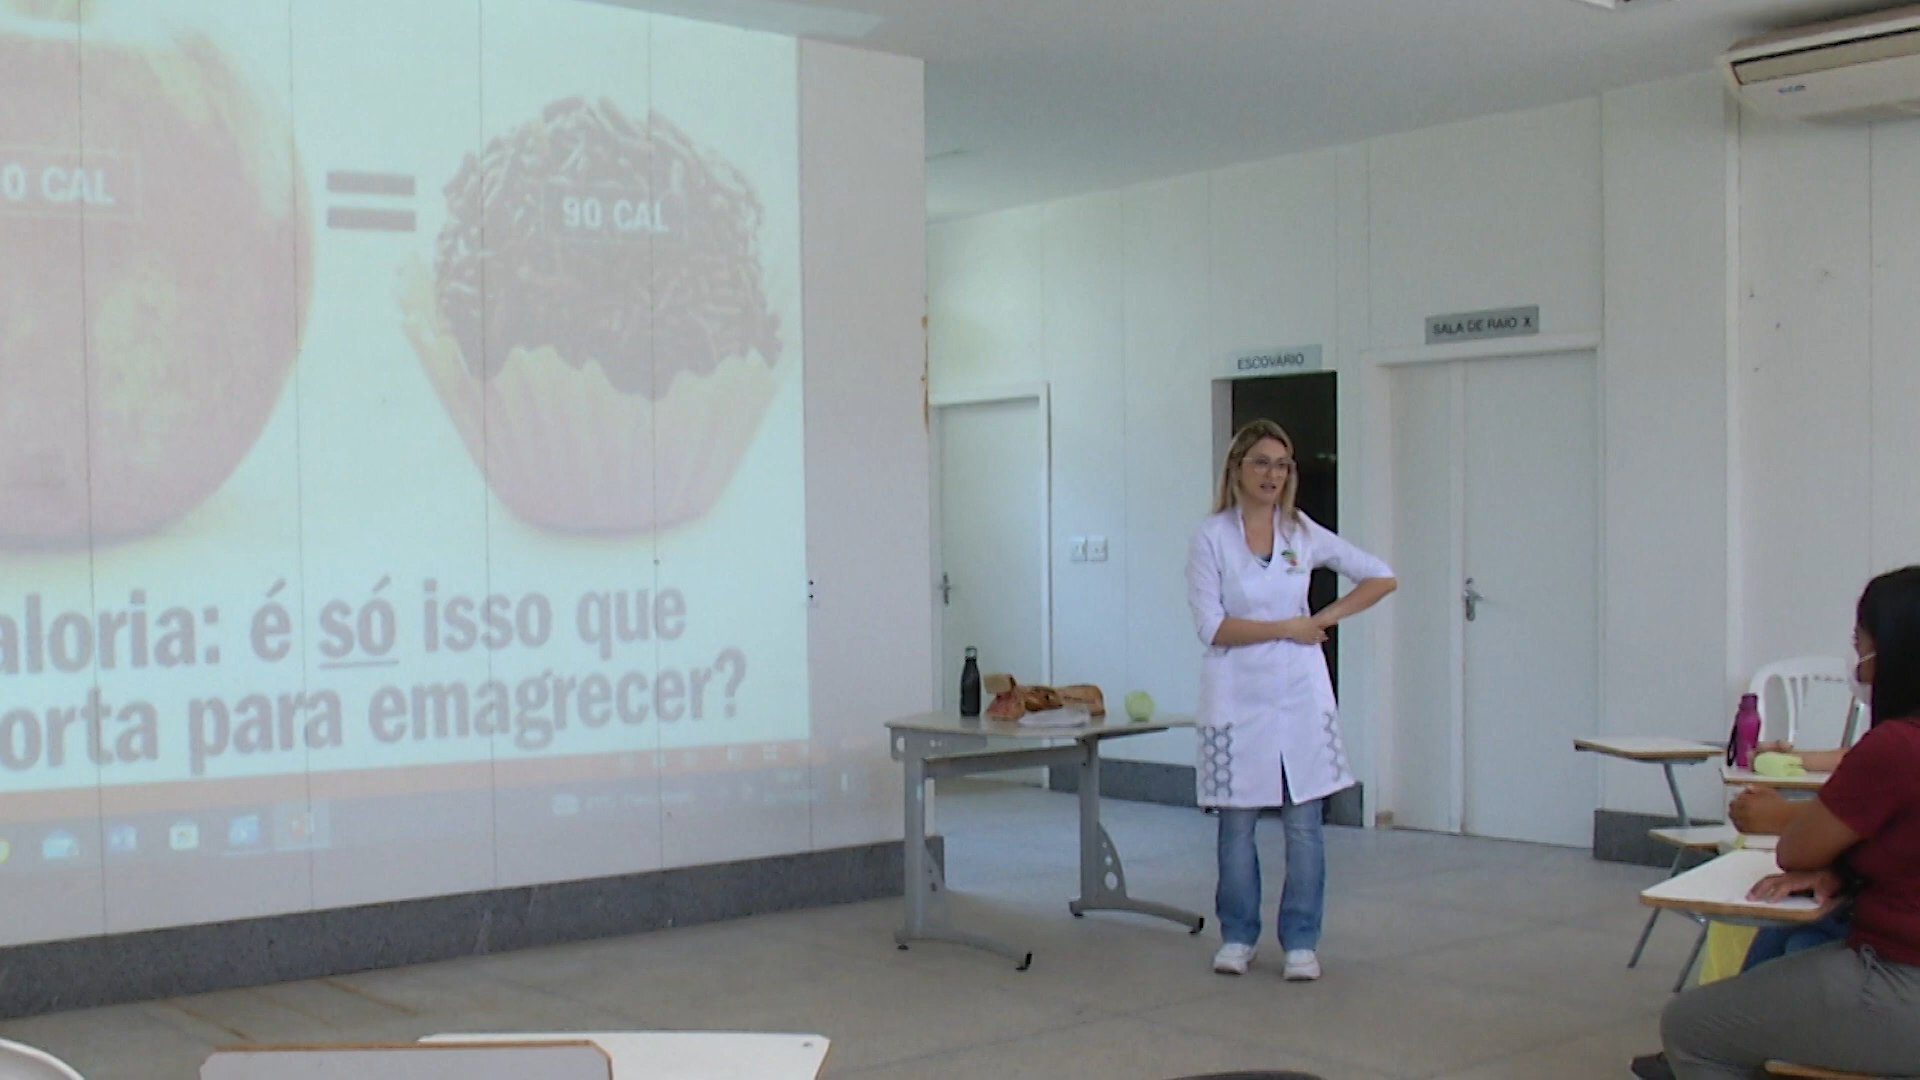 0 CAL
=
90 CAL
aloria: é só isso que
orta para emagrecer?
ESCOVÁRIO
SALA DE RAIO X